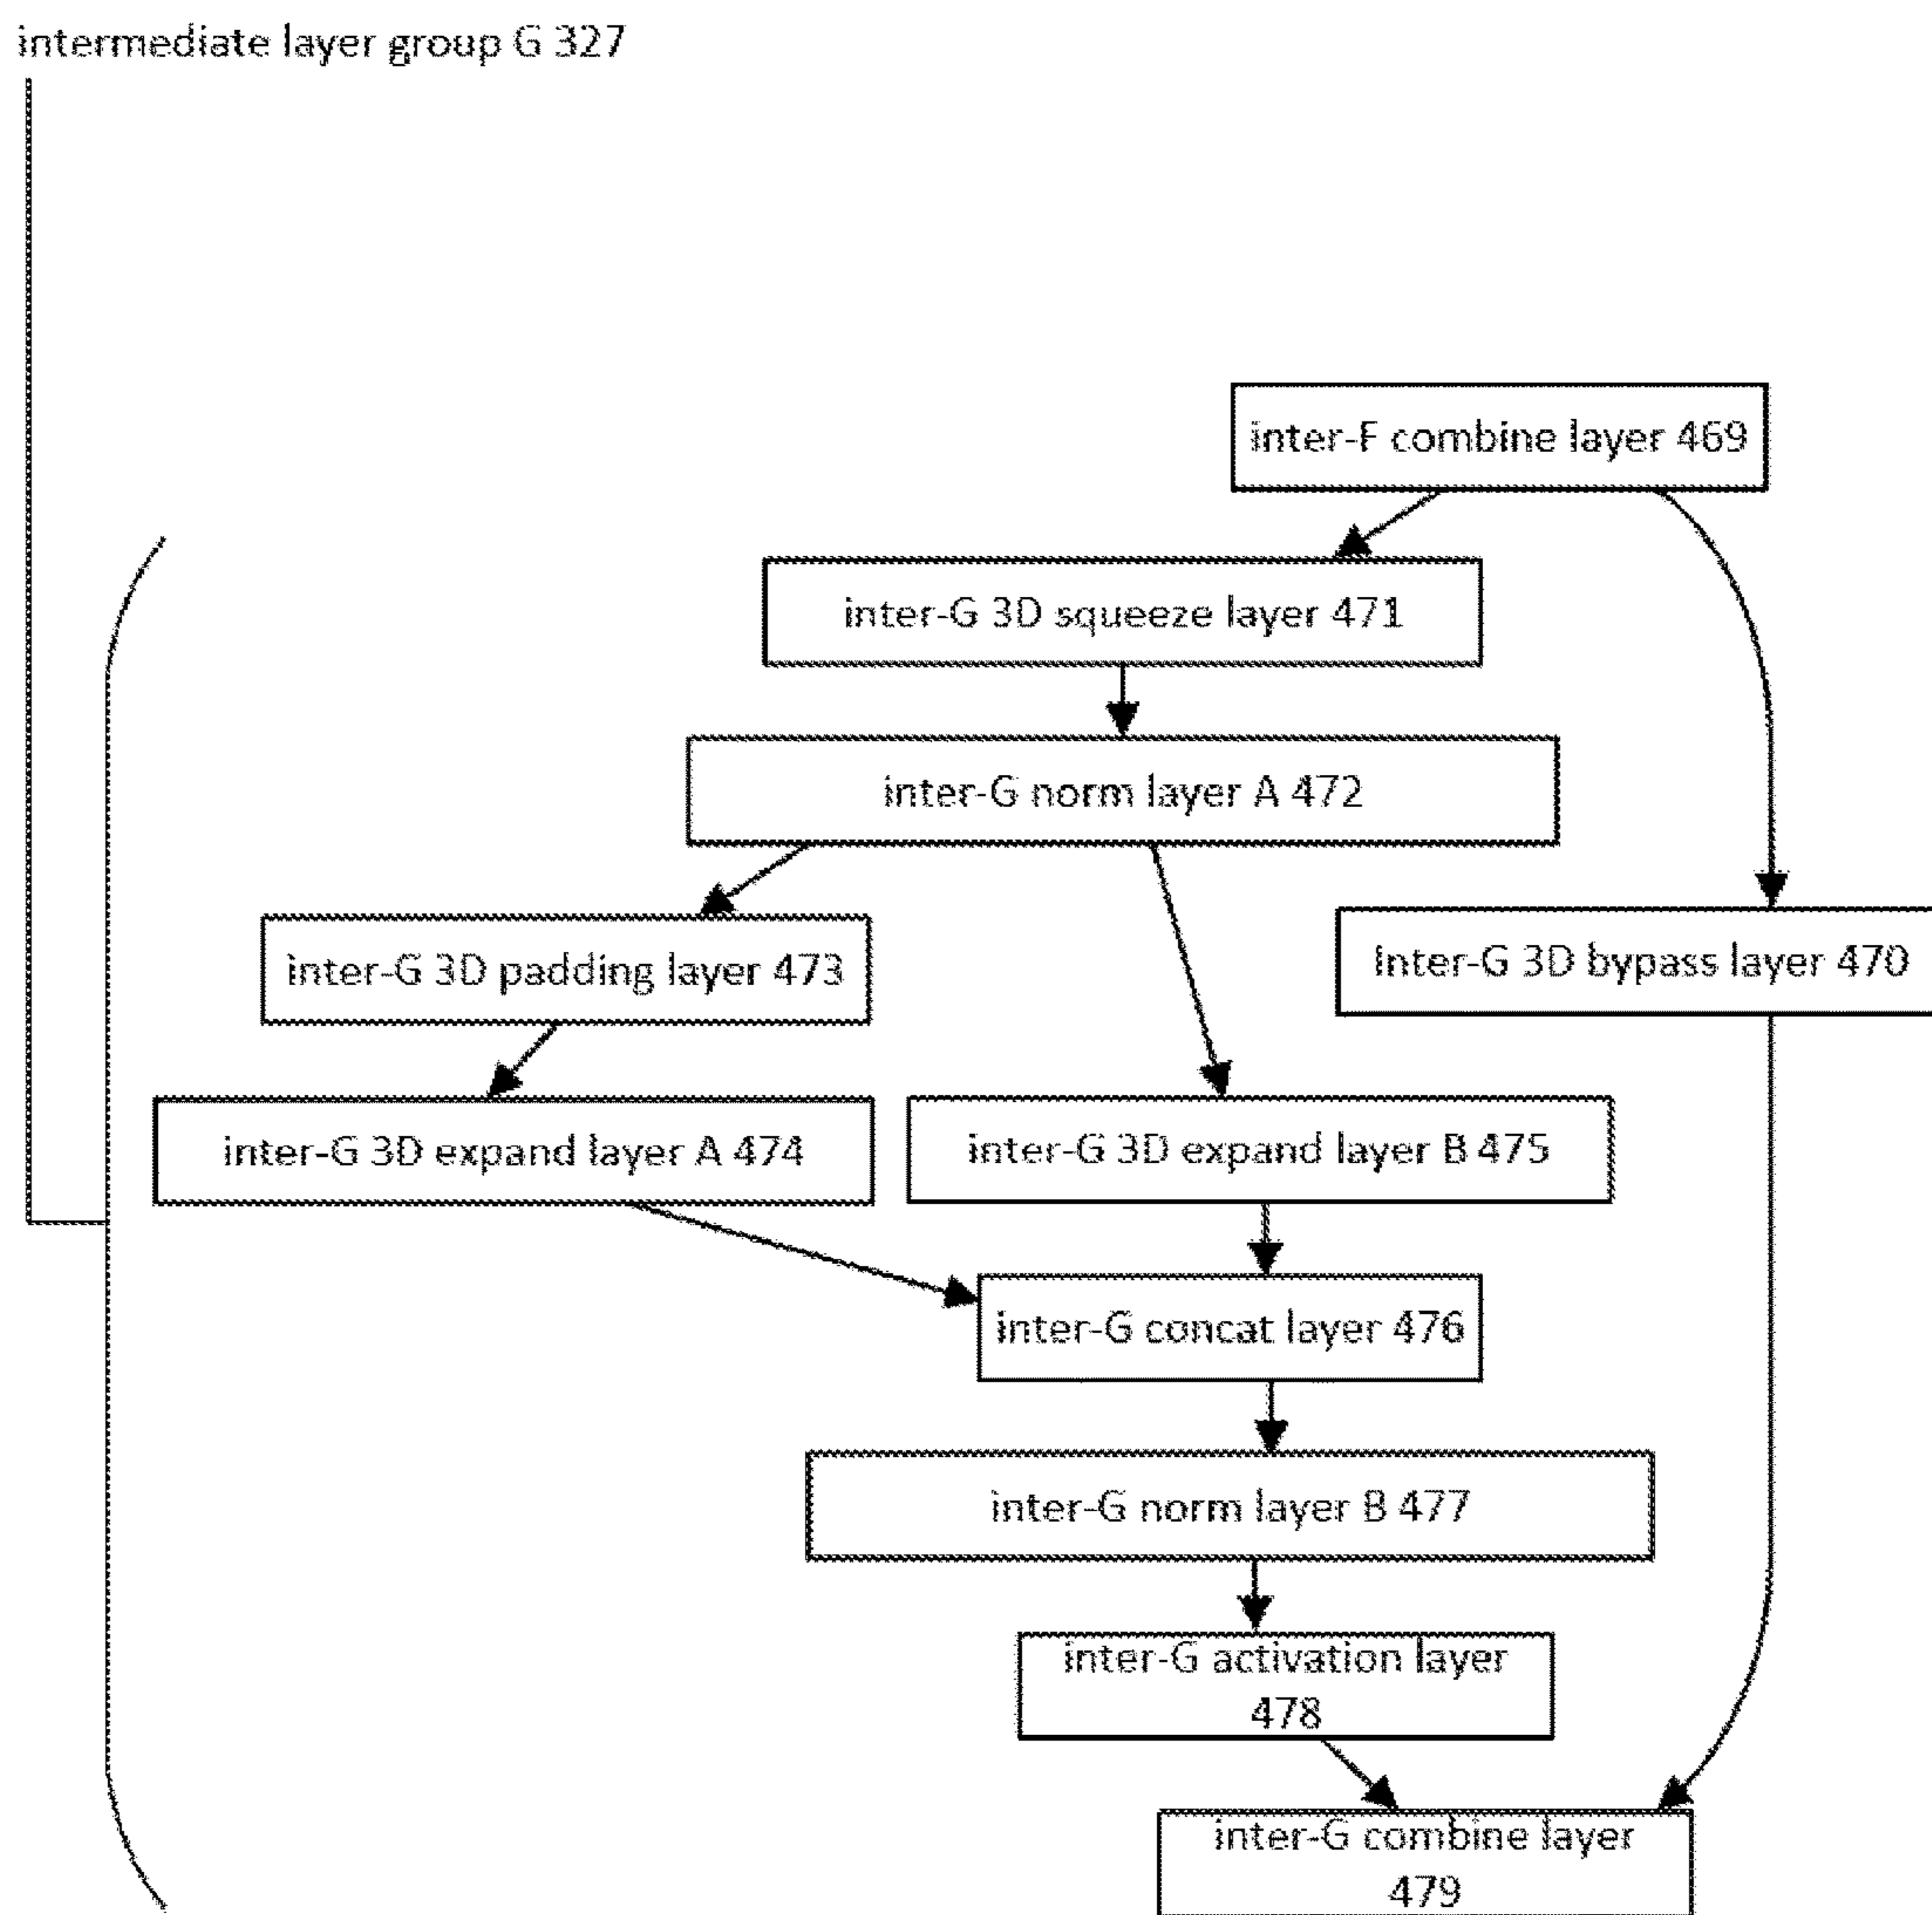 intermediate layer group G 327
inter-F combine layer 469
inter-G 3D squeeze layer 471
inter-G norm layer A 472
inter-G 3D padding layer 473
inter-G 3D bypass layer 470
inter-G 3D expand layer A 474
inter-G 3D expand layer B 475
inter-G concat layer 476
inter-G norm layer B 477
inter-G activation layer
478
inter-G combine layer
479